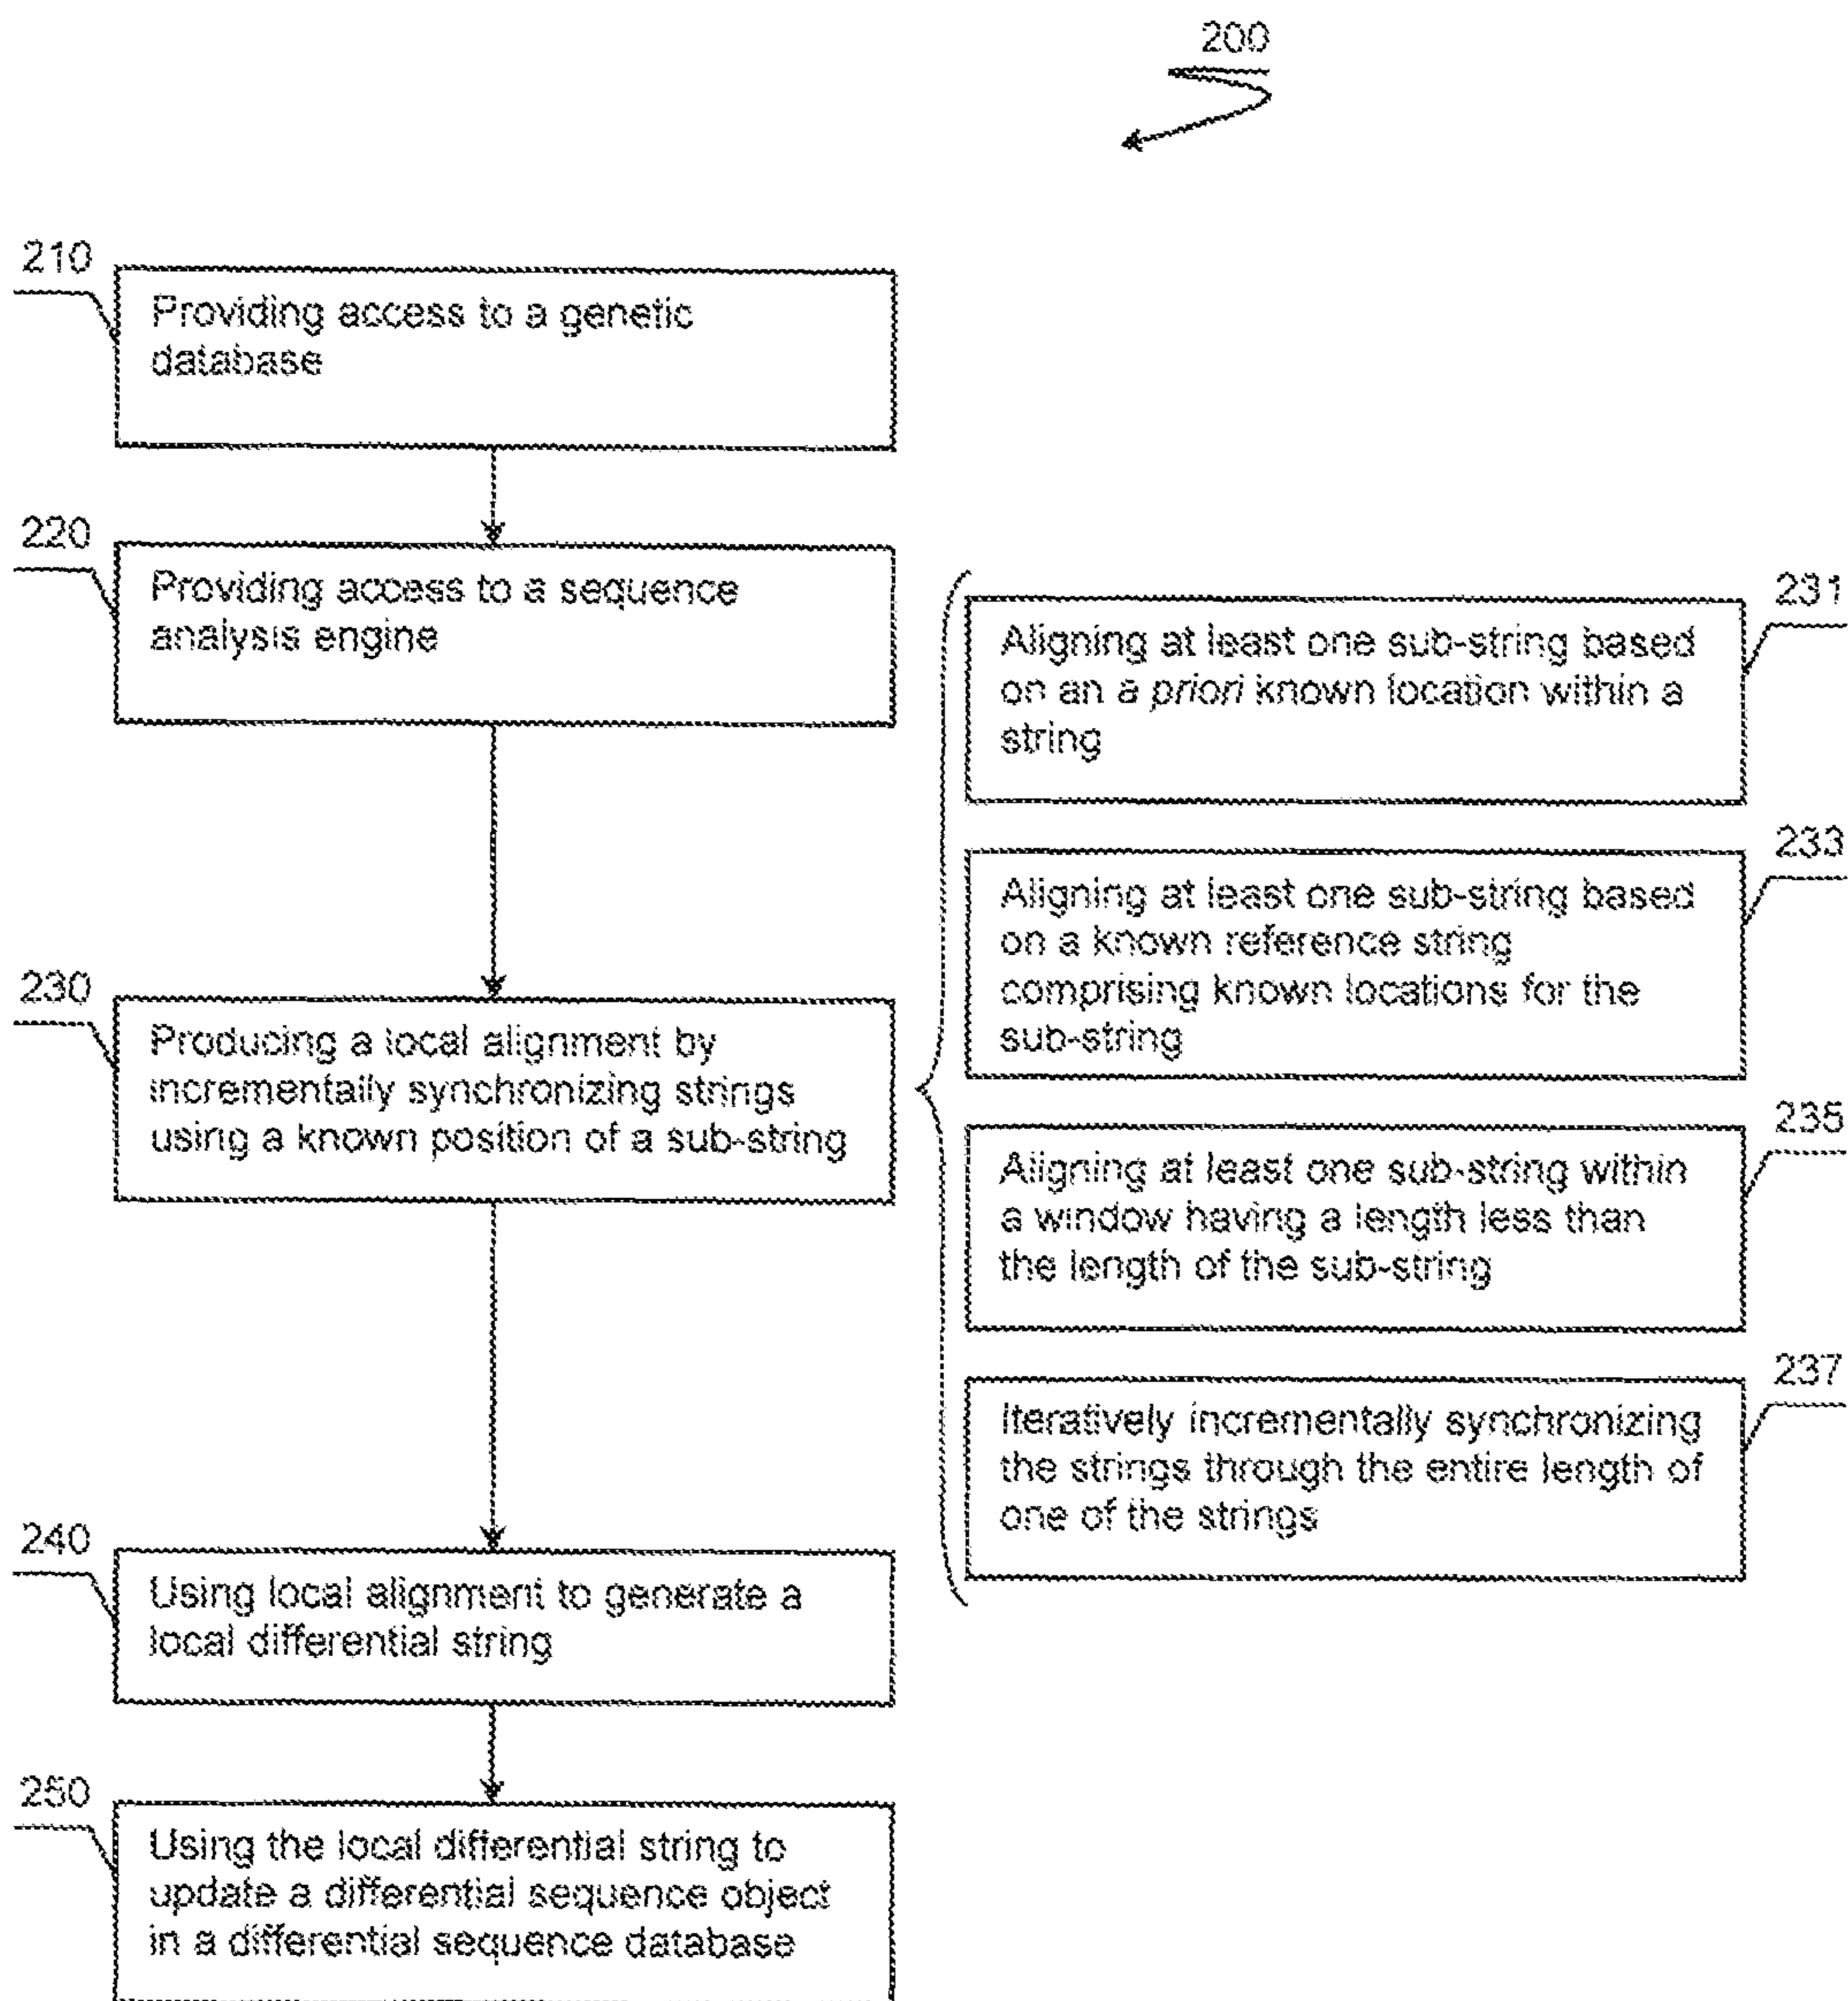 200
210
Providing access to a genetic
database
220
Providing access to a sequence
analysis engine
230
Producing a local alignment by
incrementally synchronizing strings
using a known position of a sub-string
231
Aligning at least one sub-string based
on an a priori known location within a
string
233
Aligning at least one sub-string based
on a known reference string
comprising known locations for the
sub-string
235
Aligning at least one sub-string within
a window having a length less than
the length of the sub-string
237
Iteratively incrementally synchronizing
the strings through the entire length of
one of the strings
240
Using local alignment to generate a
local differential string
250
Using the local differential string to
update a differential sequence object
in a differential sequence database